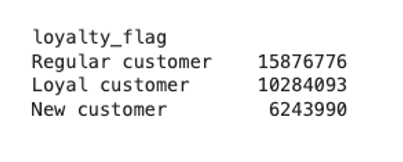 loyalty_flag
Regular customer    15876776
Loyal customer      10284093
New customer         6243990